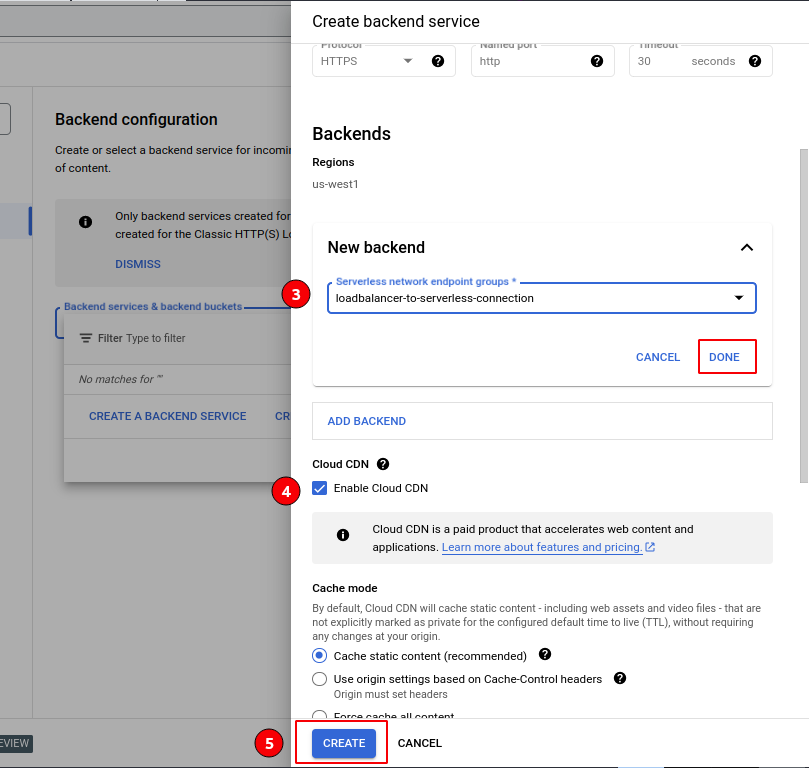 Create backend service
Protocol
Named port
Timeout
HTTPS
http
30
seconds
Backend configuration
Create or select a backend service for incomi
of content.
Only backend services created for
created for the Classic HTTP(S) Lo
DISMISS
Backend services & backend buckets
Filter Type to filter
No matches for ""
CREATE A BACKEND SERVICE
CR
EVIEW
Backends
Regions
us-west1
New backend
3
Serverless network endpoint groups *
loadbalancer-to-serverless-connection
CANCEL
DONE
ADD BACKEND
Cloud CDN
4
Enable Cloud CDN
Cloud CDN is a paid product that accelerates web content and
applications. Learn more about features and pricing.
Cache mode
By default, Cloud CDN will cache static content - including web assets and video files - that are
not explicitly marked as private for the configured default time to live (TTL), without requiring
any changes at your origin.
Cache static content (recommended)
Use origin settings based on Cache-Control headers
Origin must set headers
Force cache all content
5
CREATE
CANCEL